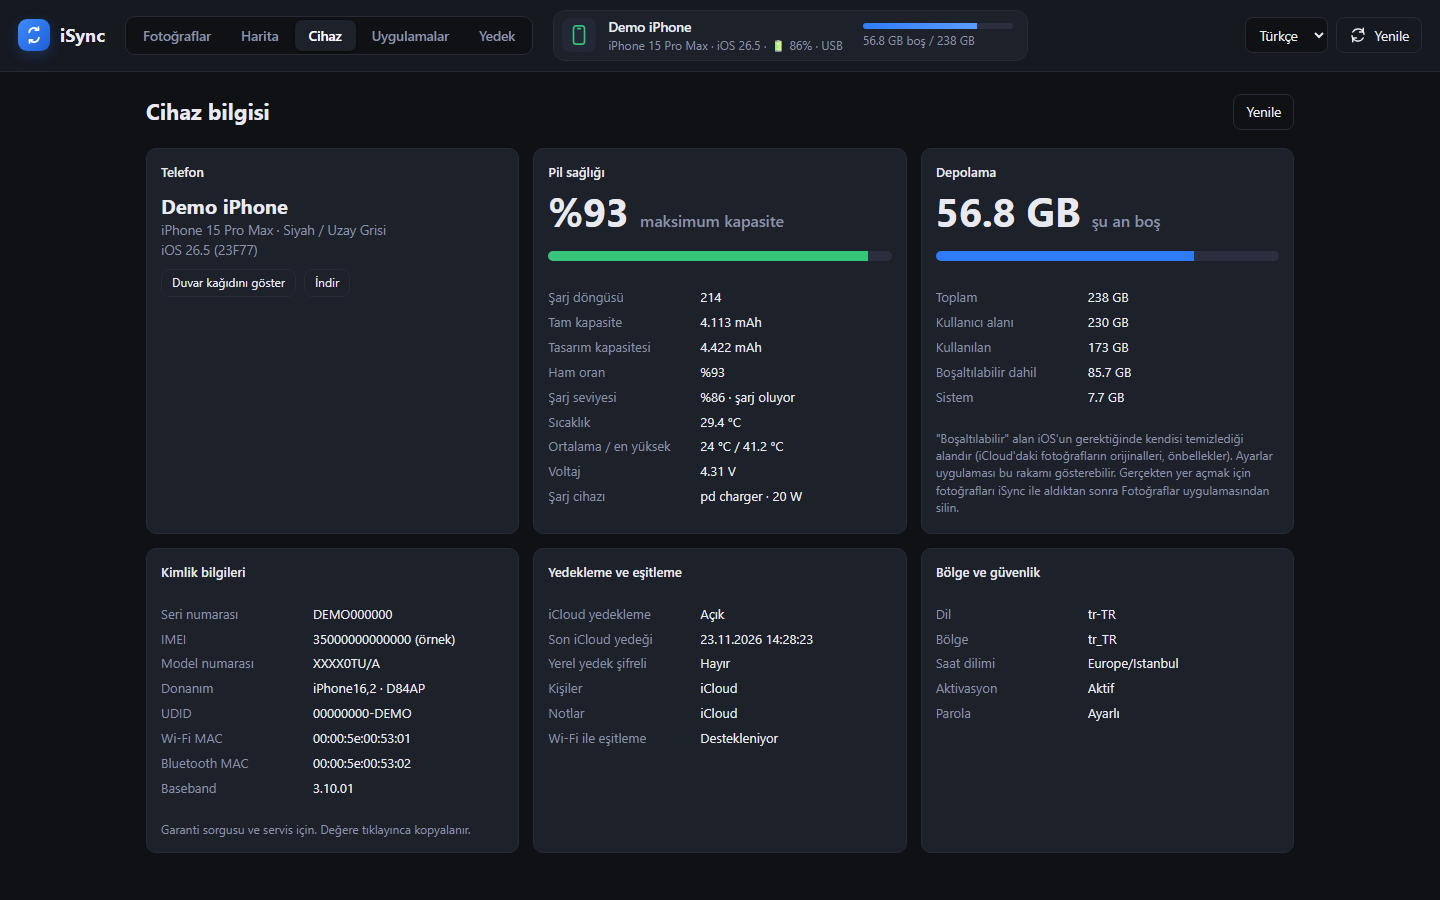 iSync
Fotoğraflar
Harita
Cihaz
Uygulamalar
Yedek
Demo iPhone
iPhone 15 Pro Max · iOS 26.5 · 🔋 86% · USB
56.8 GB boş / 238 GB
Türkçe
Yenile
Cihaz bilgisi
Yenile
Telefon
Demo iPhone
iPhone 15 Pro Max · Siyah / Uzay Grisi
iOS 26.5 (23F77)
Duvar kağıdını göster
İndir
Pil sağlığı
%93 maksimum kapasite
Şarj döngüsü 214
Tam kapasite 4.113 mAh
Tasarım kapasitesi 4.422 mAh
Ham oran %93
Şarj seviyesi %86 · şarj oluyor
Sıcaklık 29.4 °C
Ortalama / en yüksek 24 °C / 41.2 °C
Voltaj 4.31 V
Şarj cihazı pd charger · 20 W
Depolama
56.8 GB şu an boş
Toplam 238 GB
Kullanıcı alanı 230 GB
Kullanılan 173 GB
Boşaltılabilir dahil 85.7 GB
Sistem 7.7 GB
"Boşaltılabilir" alan iOS'un gerektiğinde kendisi temizlediği
alandır (iCloud'daki fotoğrafların orijinalleri, önbellekler). Ayarlar
uygulaması bu rakamı gösterebilir. Gerçekten yer açmak için
fotoğrafları iSync ile aldıktan sonra Fotoğraflar uygulamasından
silin.
Kimlik bilgileri
Seri numarası DEMO000000
IMEI 35000000000000 (örnek)
Model numarası XXXX0TU/A
Donanım iPhone16,2 · D84AP
UDID 00000000-DEMO
Wi-Fi MAC 00:00:5e:00:53:01
Bluetooth MAC 00:00:5e:00:53:02
Baseband 3.10.01
Garanti sorgusu ve servis için. Değere tıklayınca kopyalanır.
Yedekleme ve eşitleme
iCloud yedekleme Açık
Son iCloud yedeği 23.11.2026 14:28:23
Yerel yedek şifreli Hayır
Kişiler iCloud
Notlar iCloud
Wi-Fi ile eşitleme Destekleniyor
Bölge ve güvenlik
Dil tr-TR
Bölge tr_TR
Saat dilimi Europe/Istanbul
Aktivasyon Aktif
Parola Ayarlı